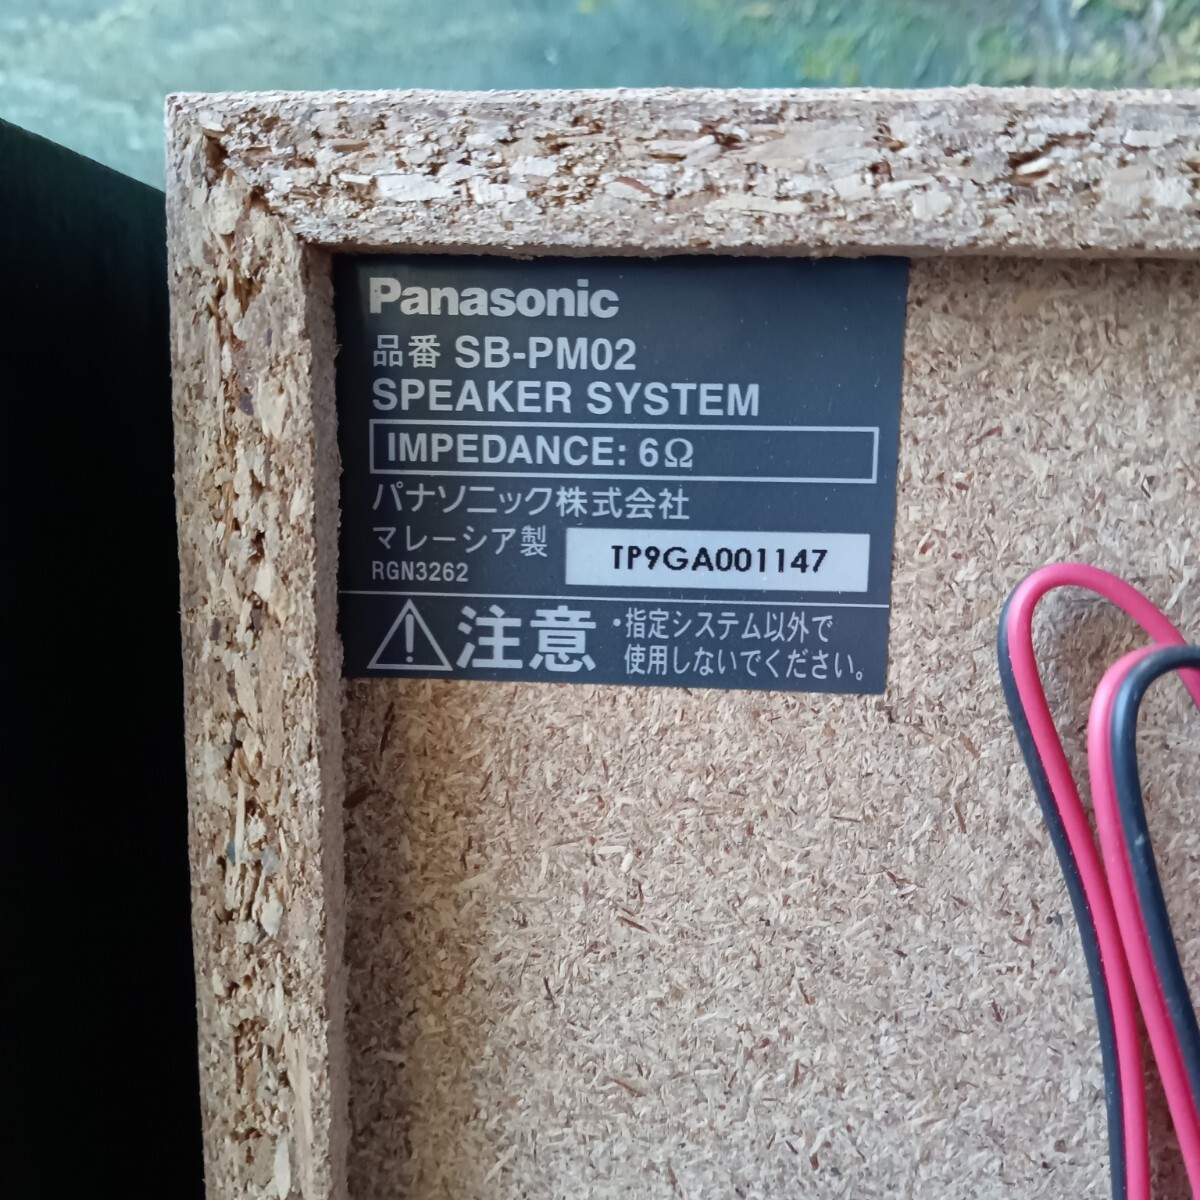 Panasonic
品番 SB-PM02
SPEAKER SYSTEM
IMPEDANCE: 6Ω
パナソニック株式会社
マレーシア製
TP9GA001147
RGN3262
注意
・指定システム以外で
使用しないでください。